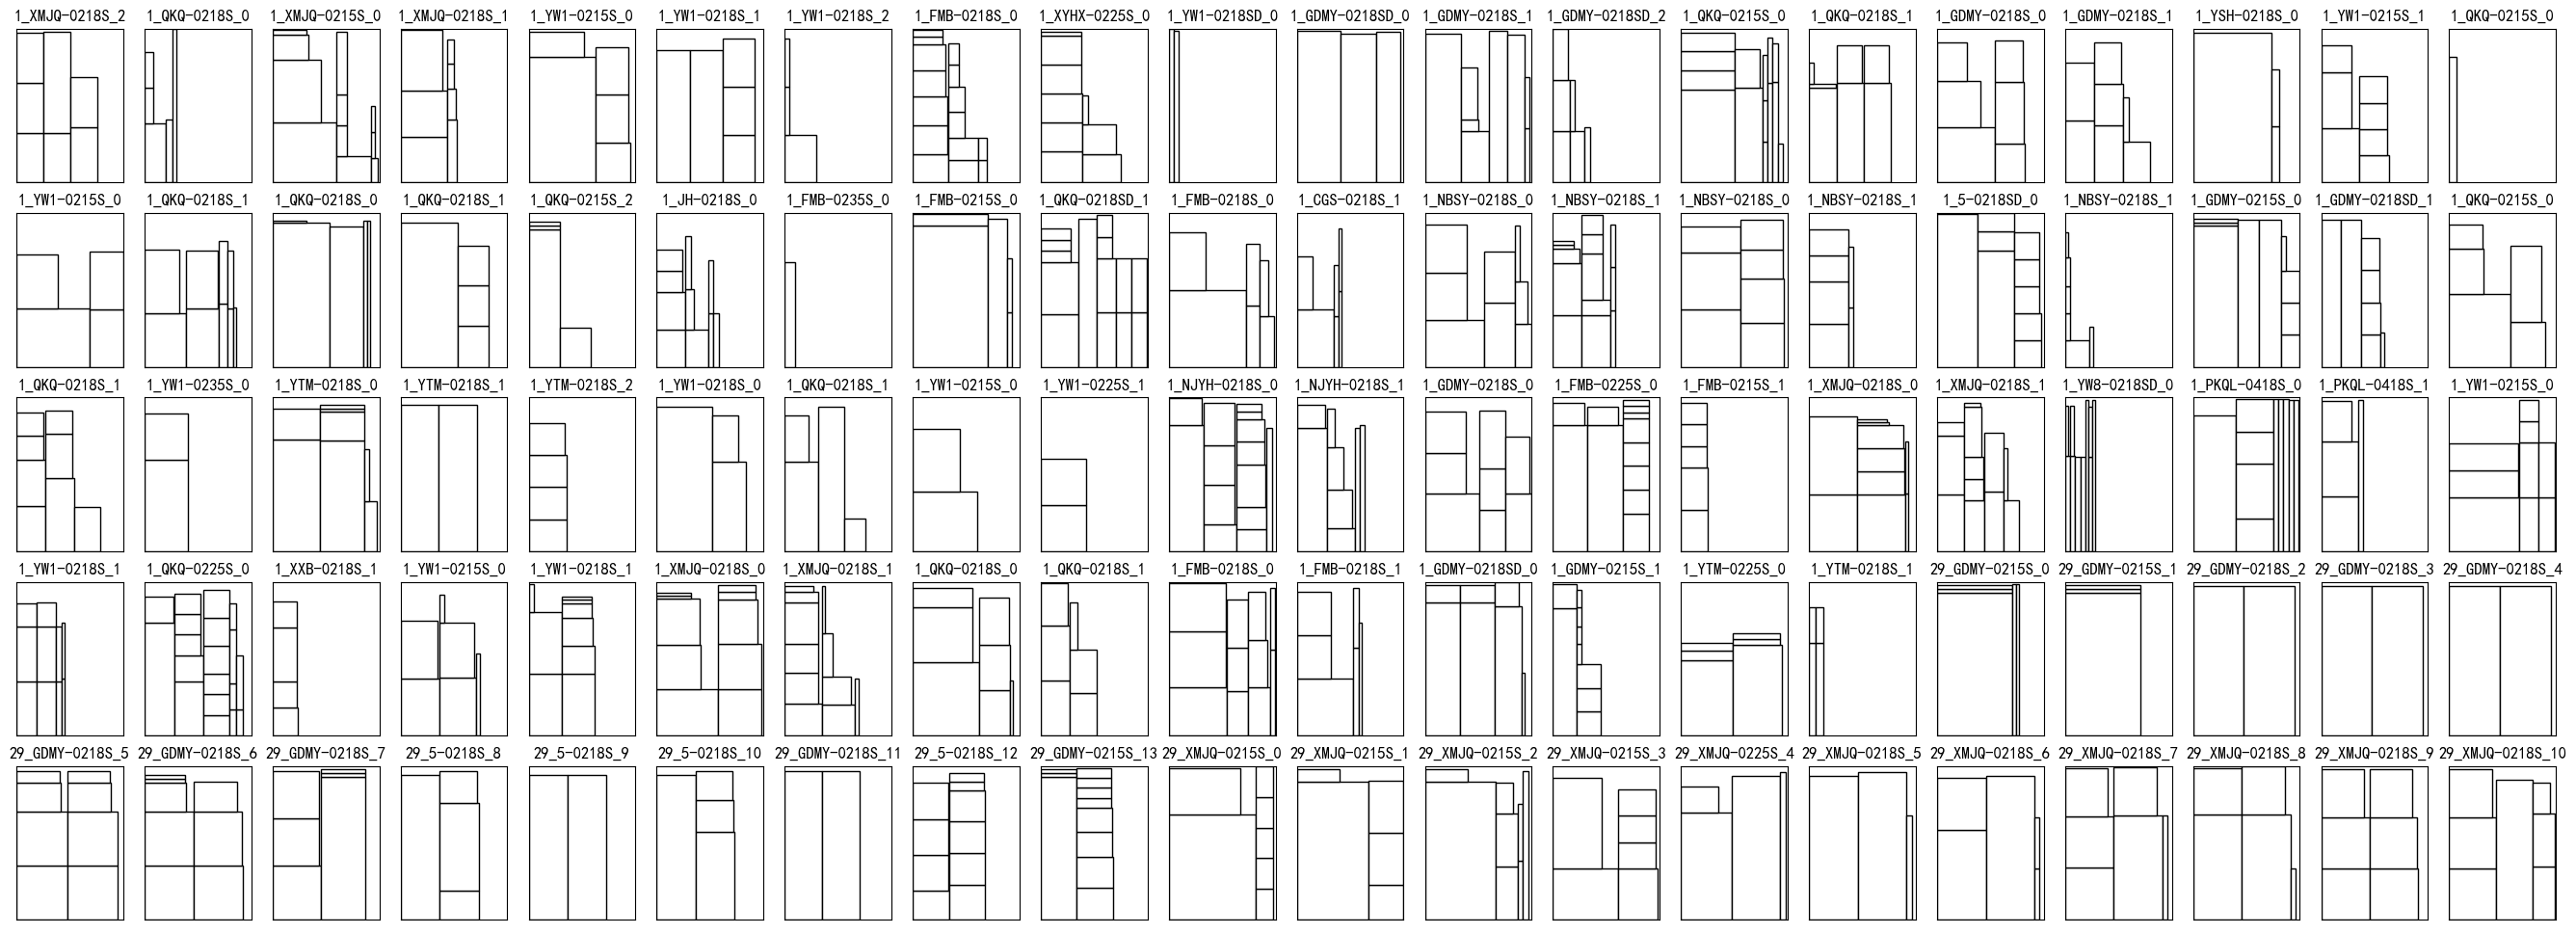 1_XMJQ-0218S_2 1_QKQ-0218S_0 1_XMJQ-0215S_0 1_XMJQ-0218S_1 1_YW1-0215S_0 1_YW1-0218S_1 1_YW1-0218S_2 1_FMB-0218S_0 1_XYHX-0225S_0 1_YW1-0218SD_0 1_GDMY-0218SD_0 1_GDMY-0218S_1 1_GDMY-0218SD_2 1_QKQ-0215S_0 1_QKQ-0218S_1 1_GDMY-0218S_0 1_GDMY-0218S_1 1_YSH-0218S_0 1_YW1-0215S_1 1_QKQ-0215S_0
1_YW1-0215S_0 1_QKQ-0218S_1 1_QKQ-0218S_0 1_QKQ-0218S_1 1_QKQ-0215S_2 1_JH-0218S_0 1_FMB-0235S_0 1_FMB-0215S_0 1_QKQ-0218SD_1 1_FMB-0218S_0 1_CGS-0218S_1 1_NBSY-0218S_0 1_NBSY-0218S_1 1_NBSY-0218S_0 1_NBSY-0218S_1 1_5-0218SD_0 1_NBSY-0218S_1 1_GDMY-0215S_0 1_GDMY-0218SD_1 1_QKQ-0215S_0
1_QKQ-0218S_1 1_YW1-0235S_0 1_YTM-0218S_0 1_YTM-0218S_1 1_YTM-0218S_2 1_YW1-0218S_0 1_QKQ-0218S_1 1_YW1-0215S_0 1_YW1-0225S_1 1_NJYH-0218S_0 1_NJYH-0218S_1 1_GDMY-0218S_0 1_FMB-0225S_0 1_FMB-0215S_1 1_XMJQ-0218S_0 1_XMJQ-0218S_1 1_YW8-0218SD_0 1_PKQL-0418S_0 1_PKQL-0418S_1 1_YW1-0215S_0
1_YW1-0218S_1 1_QKQ-0225S_0 1_XXB-0218S_1 1_YW1-0215S_0 1_YW1-0218S_1 1_XMJQ-0218S_0 1_XMJQ-0218S_1 1_QKQ-0218S_0 1_QKQ-0218S_1 1_FMB-0218S_0 1_FMB-0218S_1 1_GDMY-0218SD_0 1_GDMY-0215S_1 1_YTM-0225S_0 1_YTM-0218S_1 29_GDMY-0215S_0 29_GDMY-0215S_1 29_GDMY-0218S_2 29_GDMY-0218S_3 29_GDMY-0218S_4
29_GDMY-0218S_5 29_GDMY-0218S_6 29_GDMY-0218S_7 29_5-0218S_8 29_5-0218S_9 29_5-0218S_10 29_GDMY-0218S_11 29_5-0218S_12 29_GDMY-0215S_13 29_XMJQ-0215S_0 29_XMJQ-0215S_1 29_XMJQ-0215S_2 29_XMJQ-0215S_3 29_XMJQ-0225S_4 29_XMJQ-0218S_5 29_XMJQ-0218S_6 29_XMJQ-0218S_7 29_XMJQ-0218S_8 29_XMJQ-0218S_9 29_XMJQ-0218S_10